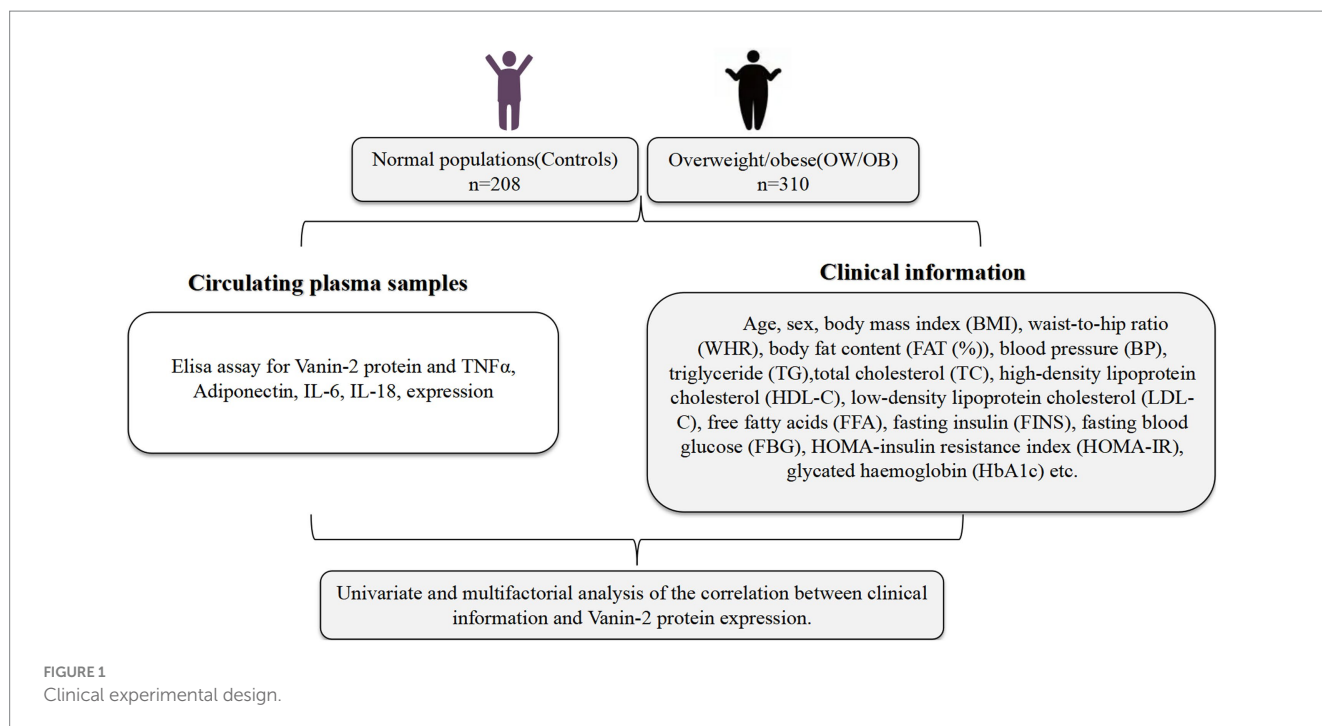 Normal populations(Controls)
n=208
Overweight/obese(OW/OB)
n=310
Circulating plasma samples
Elisa assay for Vanin-2 protein and TNFα,
Adiponectin, IL-6, IL-18, expression
Clinical information
Age, sex, body mass index (BMI), waist-to-hip ratio
(WHR), body fat content (FAT (%)), blood pressure (BP),
triglyceride (TG),total cholesterol (TC), high-density lipoprotein
cholesterol (HDL-C), low-density lipoprotein cholesterol (LDL-
C), free fatty acids (FFA), fasting insulin (FINS), fasting blood
glucose (FBG), HOMA-insulin resistance index (HOMA-IR),
glycated haemoglobin (HbA1c) etc.
Univariate and multifactorial analysis of the correlation between clinical
information and Vanin-2 protein expression.
FIGURE 1
Clinical experimental design.